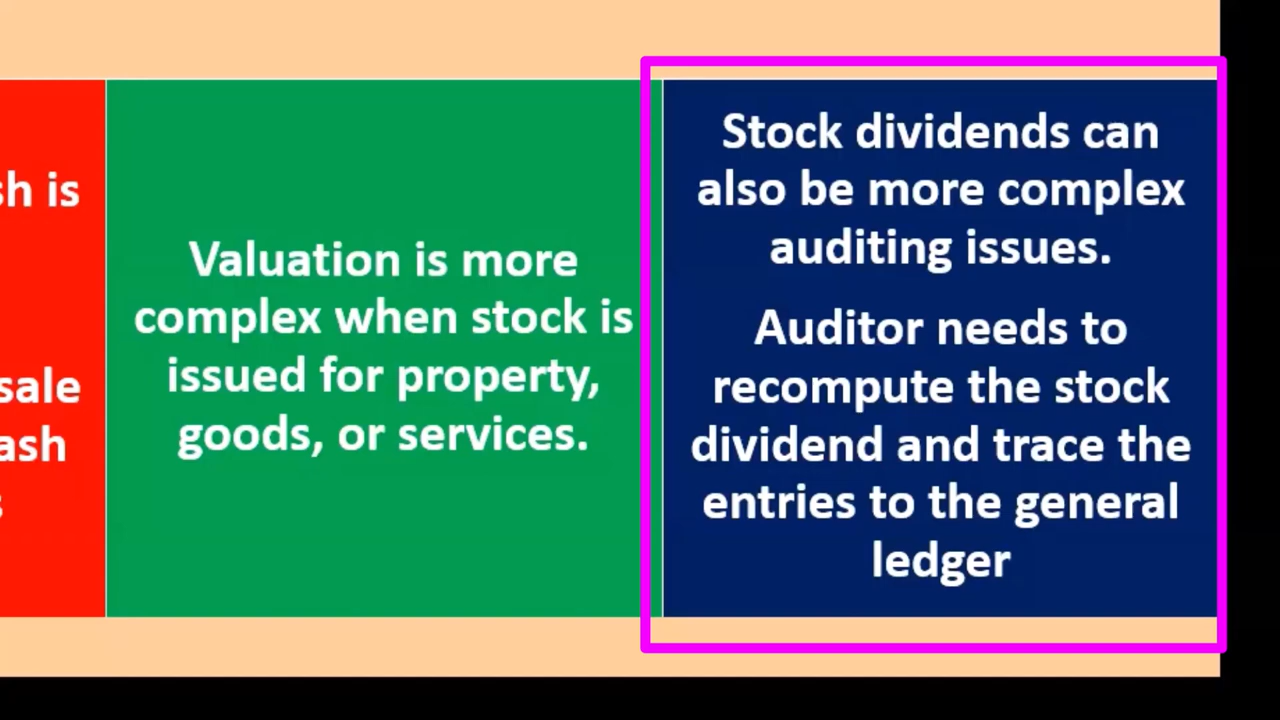 sh is
sale
ash
Valuation is more
complex when stock is
issued for property,
goods, or services.
Stock dividends can
also be more complex
auditing issues.
Auditor needs to
recompute the stock
dividend and trace the
entries to the general
ledger